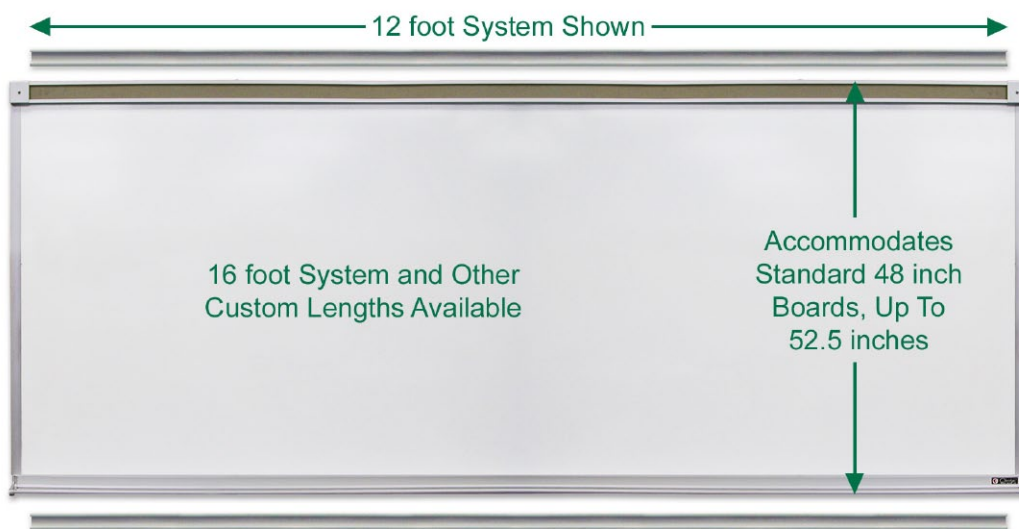 12 foot System Shown
16 foot System and Other
Custom Lengths Available
Accommodates
Standard 48 inch
Boards, Up To
52.5 inches